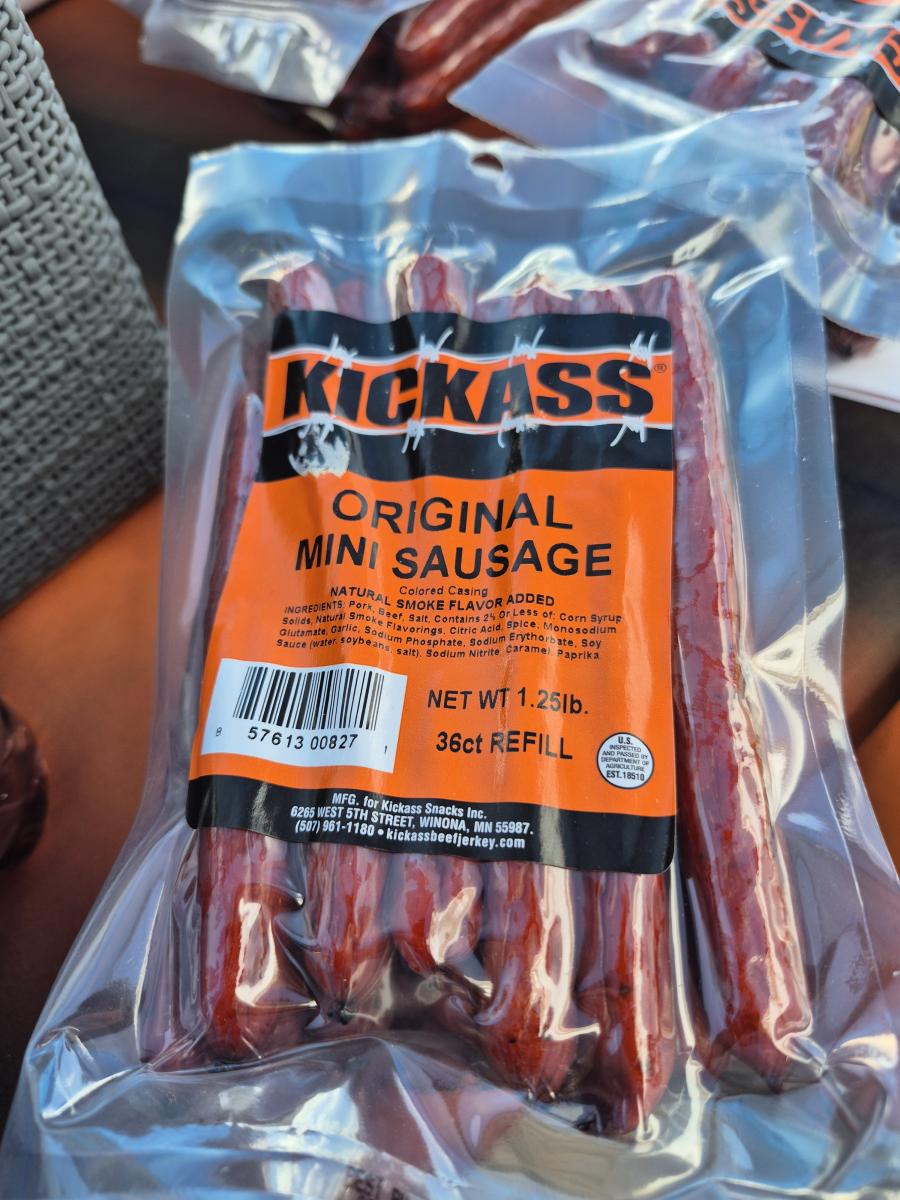 KICKASS®
ORIGINAL
MINI SAUSAGE
Colored Casing
NATURAL SMOKE FLAVOR ADDED
INGREDIENTS: Pork, Beef, Salt, Contains 2% Or Less of: Corn Syrup
Solids, Natural Smoke Flavorings, Citric Acid, Spice, Monosodium
Glutamate, Garlic, Sodium Phosphate, Sodium Erythorbate, Soy
Sauce (water, soybeans, salt), Sodium Nitrite, Caramel, Paprika
8 57613 00827 1
NET WT 1.25lb.
36ct REFILL
U.S.
INSPECTED
AND PASSED BY
DEPARTMENT OF
AGRICULTURE
EST.18510
MFG. for Kickass Snacks Inc.
6265 WEST 5TH STREET, WINONA, MN 55987.
(507) 961-1180 • kickassbeefjerky.com